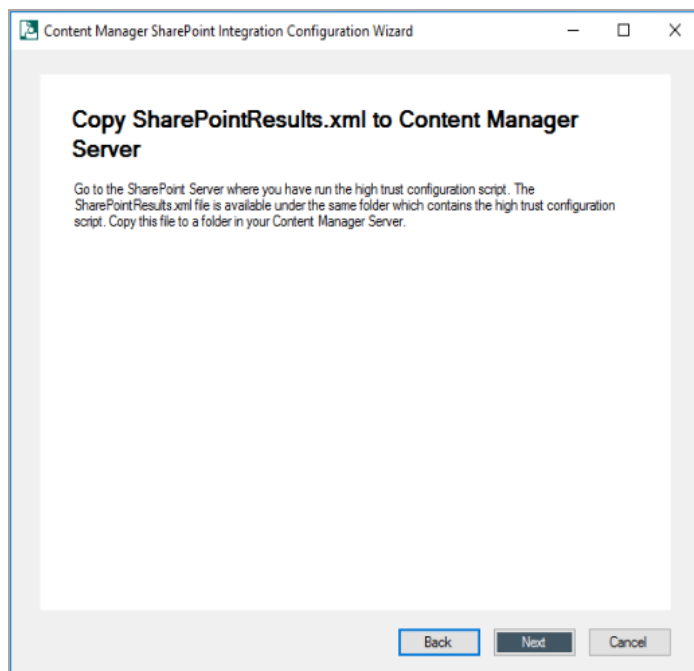 Content Manager SharePoint Integration Configuration Wizard
Copy SharePointResults.xml to Content Manager
Server
Go to the SharePoint Server where you have run the high trust configuration script. The
SharePointResults.xml file is available under the same folder which contains the high trust configuration
script. Copy this file to a folder in your Content Manager Server.
Back Next Cancel